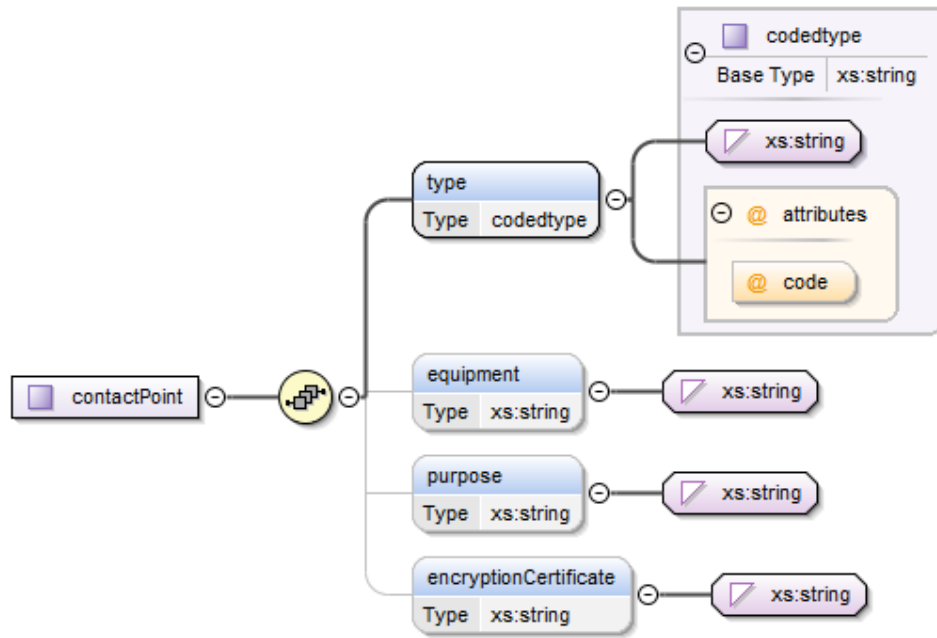 codedtype
Base Type xs:string
xs:string
type
Type codedtype
@ attributes
@ code
contactPoint
equipment
Type xs:string
xs:string
purpose
Type xs:string
xs:string
encryptionCertificate
Type xs:string
xs:string